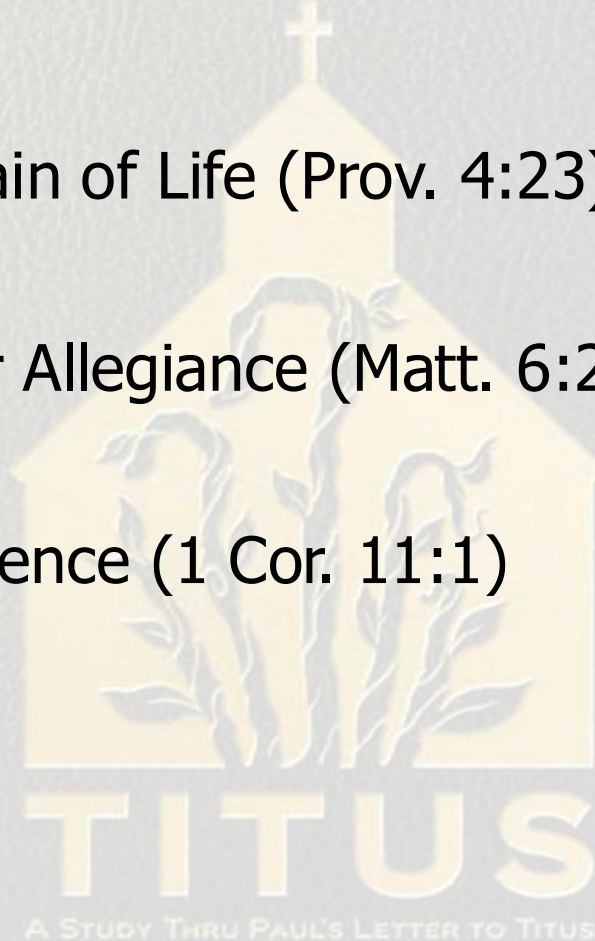 ain of Life (Prov. 4:23)
r Allegiance (Matt. 6:2
ence (1 Cor. 11:1)
TITUS
A STUDY THRU PAUL'S LETTER TO TITUS